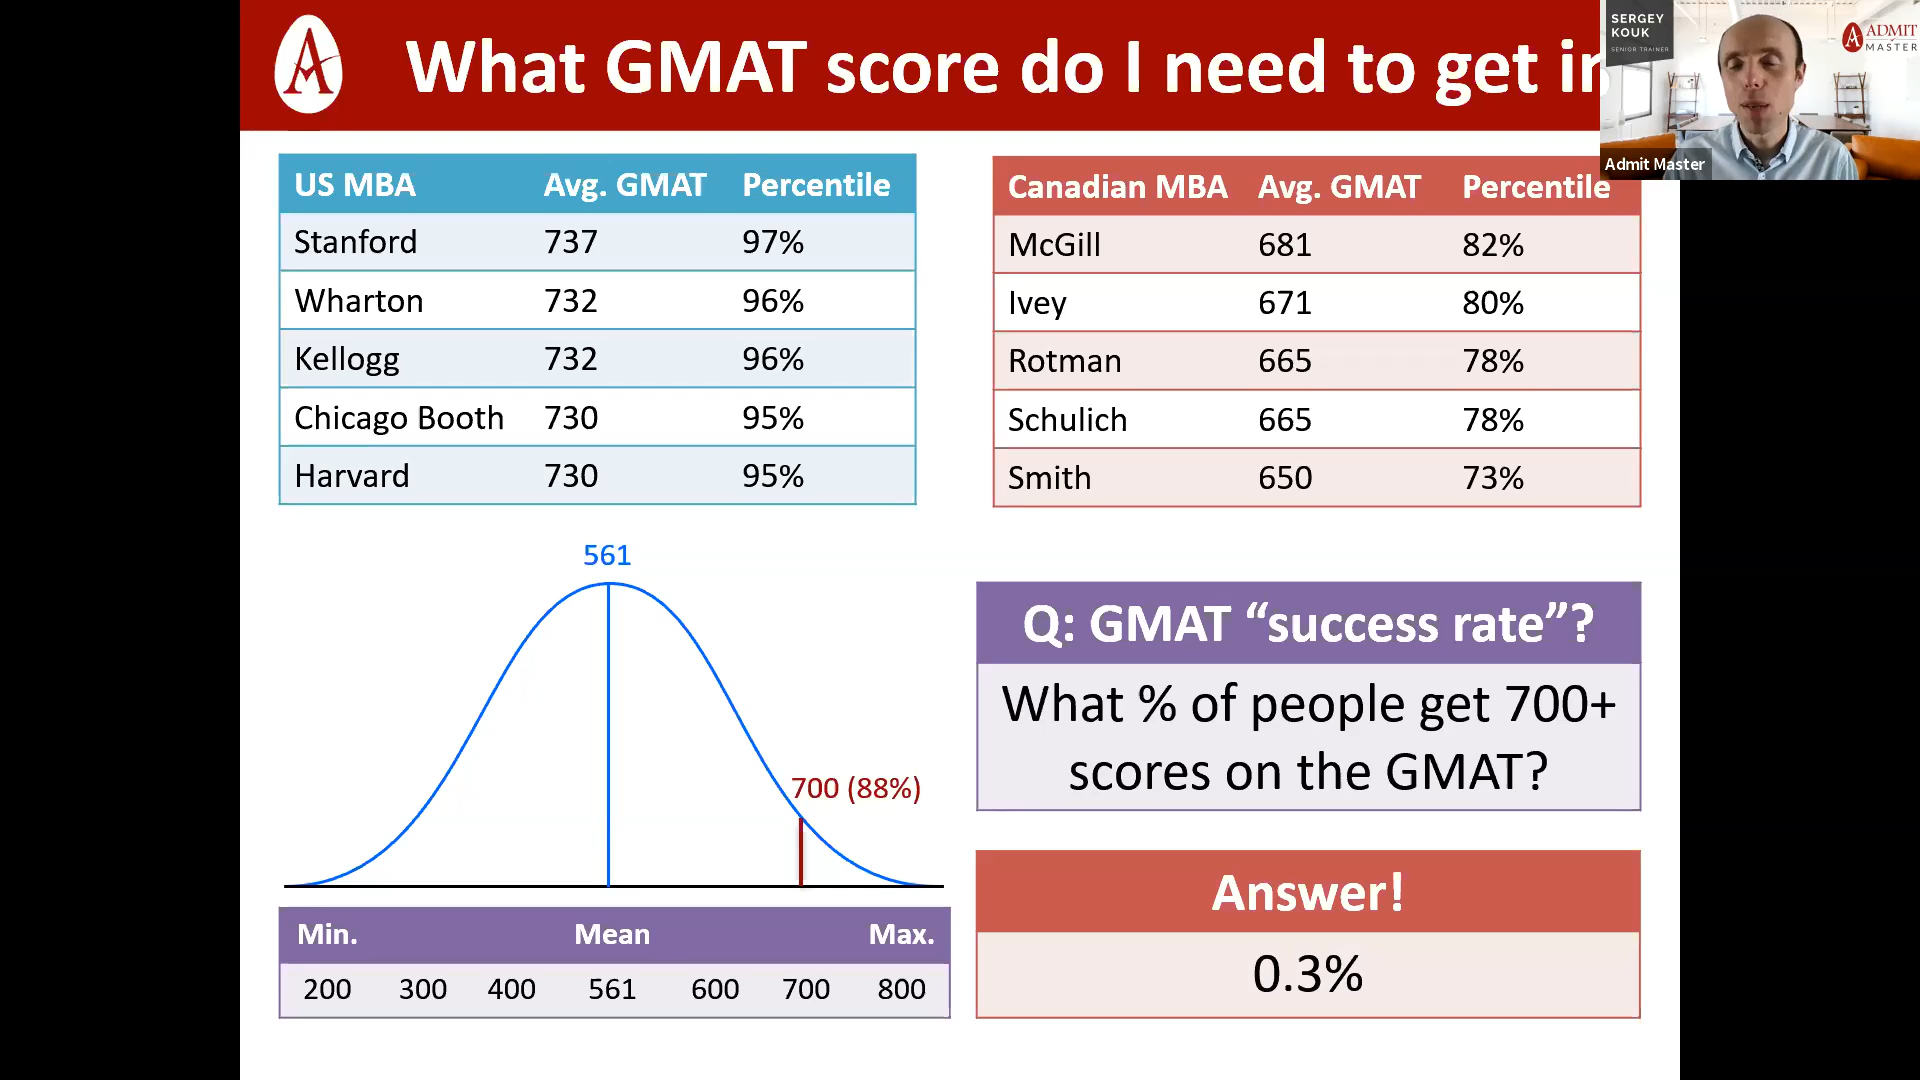 What GMAT score do I need to get in
SERGEY
KOUK
SENIOR TRAINER
ADMIT
MASTER
Admit Master
US MBA Avg. GMAT Percentile
Stanford 737 97%
Wharton 732 96%
Kellogg 732 96%
Chicago Booth 730 95%
Harvard 730 95%
Canadian MBA Avg. GMAT Percentile
McGill 681 82%
Ivey 671 80%
Rotman 665 78%
Schulich 665 78%
Smith 650 73%
561
700 (88%)
Min. Mean Max.
200 300 400 561 600 700 800
Q: GMAT “success rate”?
What % of people get 700+
scores on the GMAT?
Answer!
0.3%